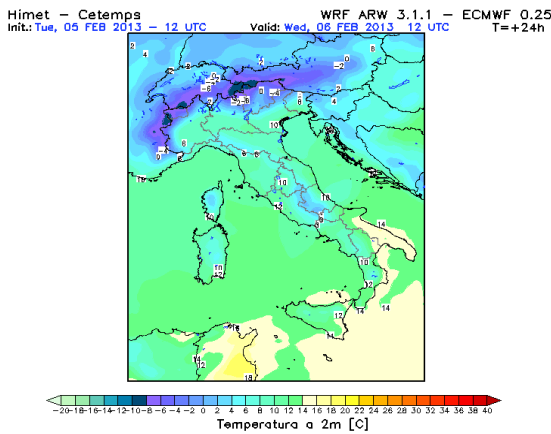 Himet – Cetemps WRF ARW 3.1.1 – ECMWF 0.25
Init.: Tue, 05 FEB 2013 – 12 UTC Valid: Wed, 06 FEB 2013 12 UTC T=+24h
-20 -18 -16 -14 -12 -10 -8 -6 -4 -2 0 2 4 6 8 10 12 14 16 18 20 22 24 26 28 30 32 34 36 38 40
Temperatura a 2m [C]